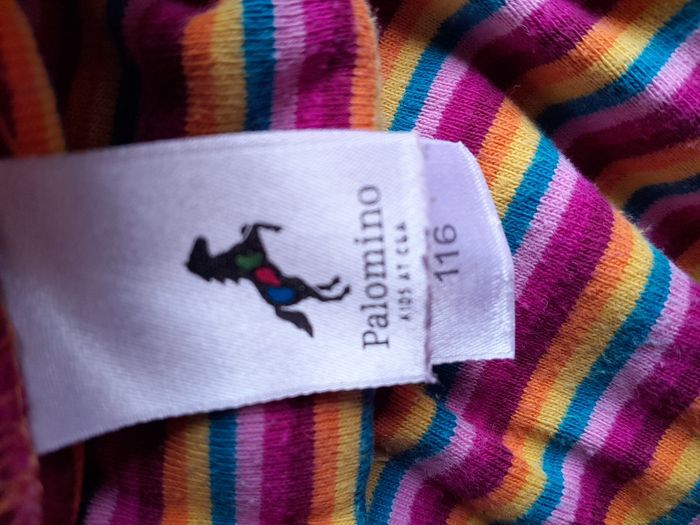 Palomino
KIDS AT C&A
116